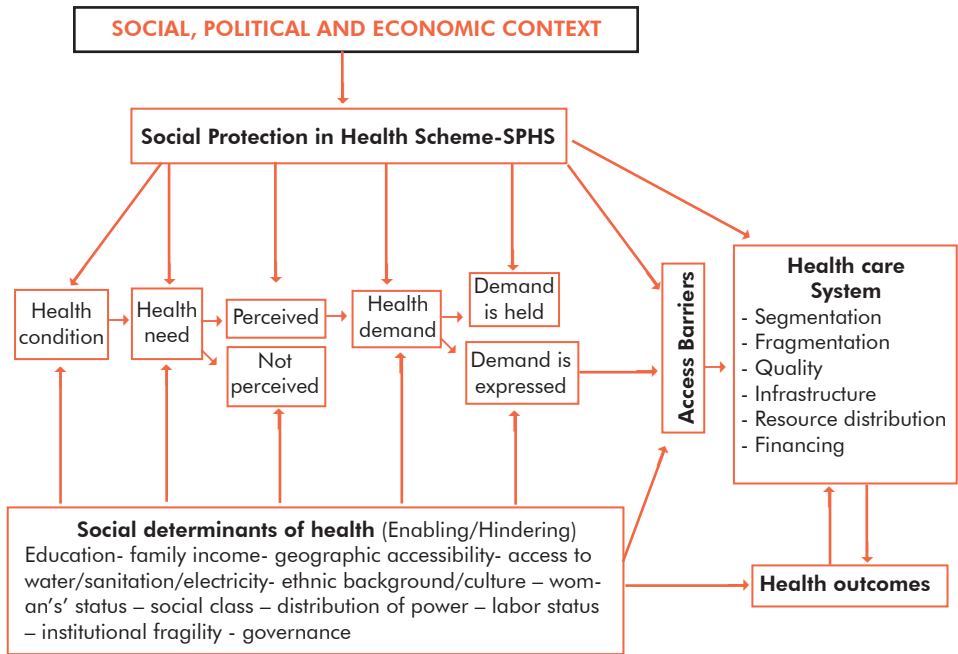 SOCIAL, POLITICAL AND ECONOMIC CONTEXT
Social Protection in Health Scheme-SPHS
Health
condition
Health
need
Perceived
Not
perceived
Health
demand
Demand
is held
Demand is
expressed
Access Barriers
Health care
System
- Segmentation
- Fragmentation
- Quality
- Infrastructure
- Resource distribution
- Financing
Social determinants of health (Enabling/Hindering)
Education- family income- geographic accessibility- access to
water/sanitation/electricity- ethnic background/culture – wom-
an's' status – social class – distribution of power – labor status
– institutional fragility - governance
Health outcomes